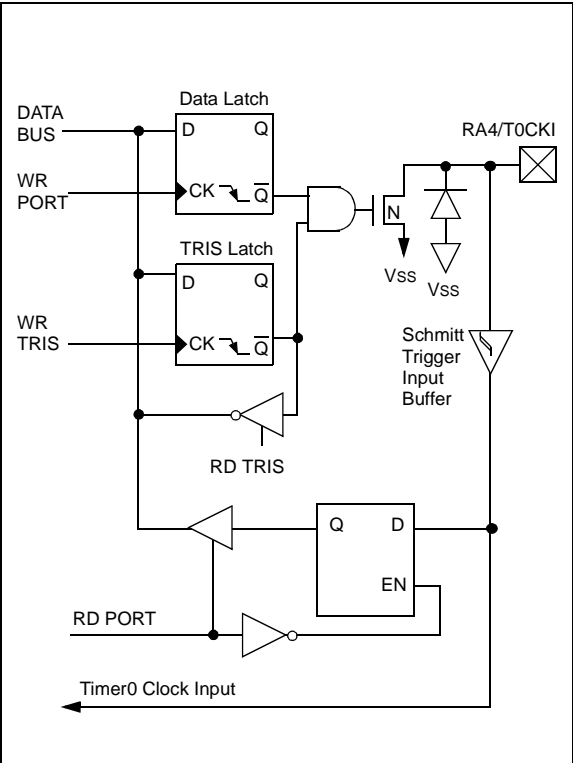 Data Latch
DATA
BUS
D
Q
RA4/T0CKI
WR
PORT
CK
Q̅
N
VSS
VSS
TRIS Latch
D
Q
WR
TRIS
CK
Q̅
Schmitt
Trigger
Input
Buffer
RD TRIS
Q
D
EN
RD PORT
Timer0 Clock Input